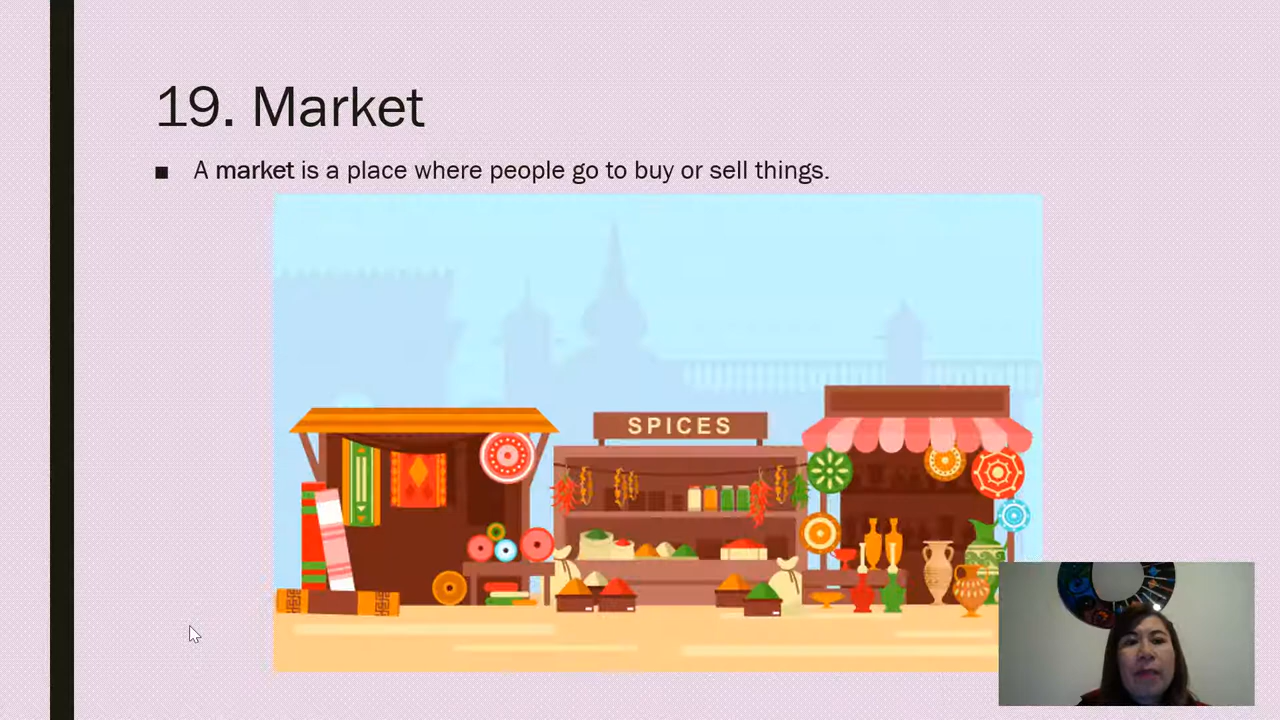 19. Market
A market is a place where people go to buy or sell things.
SPICES